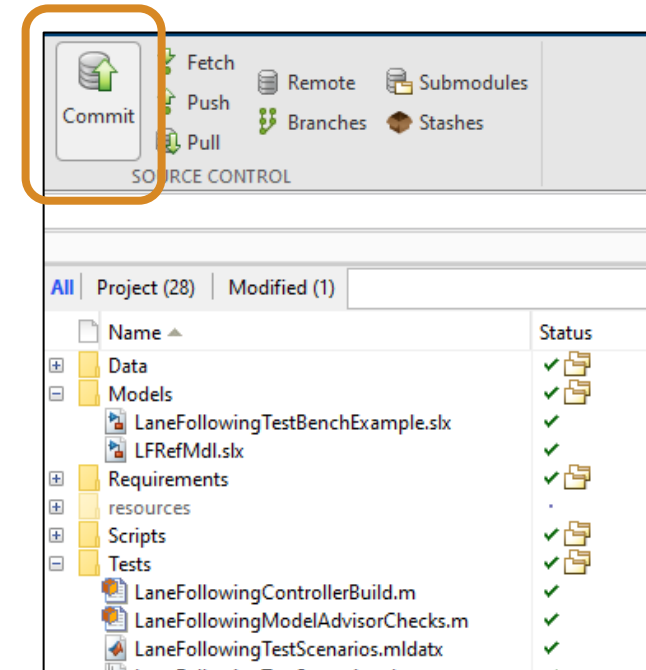 Fetch
Commit
Push
Pull
Remote
Branches
Submodules
Stashes
SOURCE CONTROL
All Project (28) Modified (1)
Name Status
Data
Models
LaneFollowingTestBenchExample.slx
LFRefMdl.slx
Requirements
resources
Scripts
Tests
LaneFollowingControllerBuild.m
LaneFollowingModelAdvisorChecks.m
LaneFollowingTestScenarios.mldatx